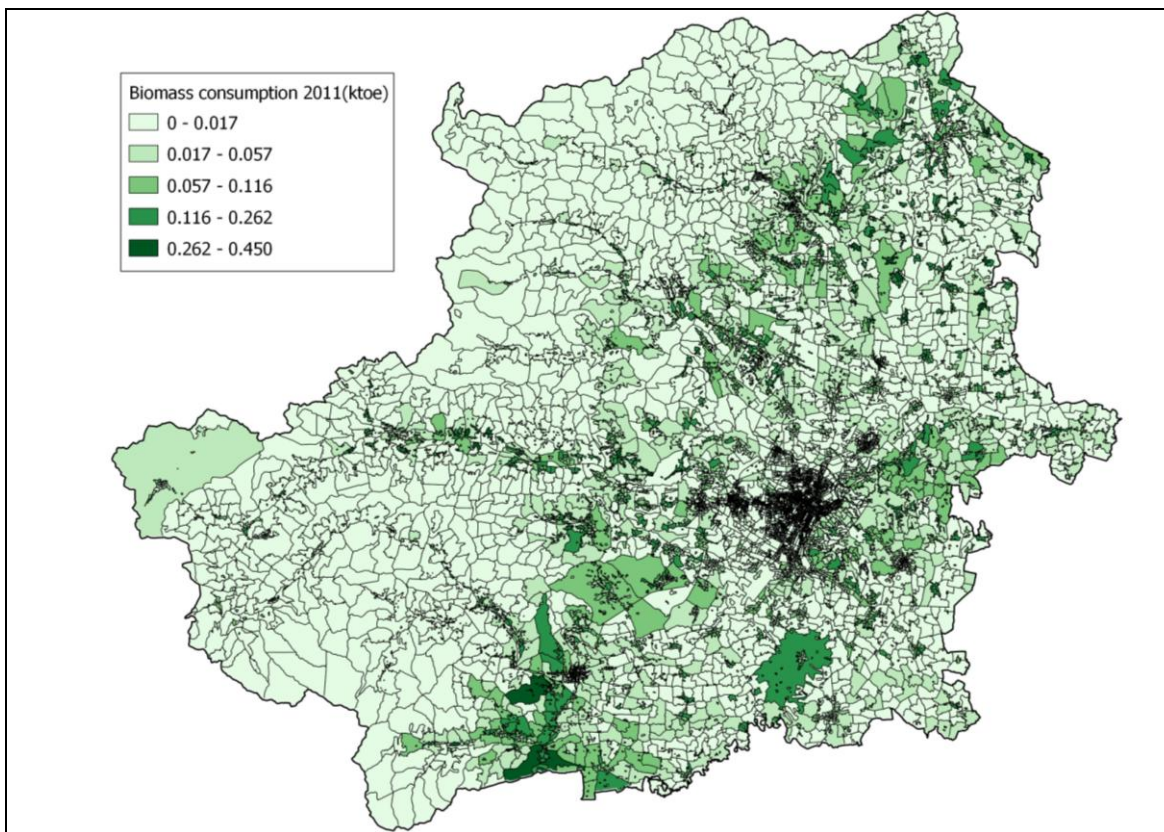 Biomass consumption 2011(ktoe)
0 - 0.017
0.017 - 0.057
0.057 - 0.116
0.116 - 0.262
0.262 - 0.450